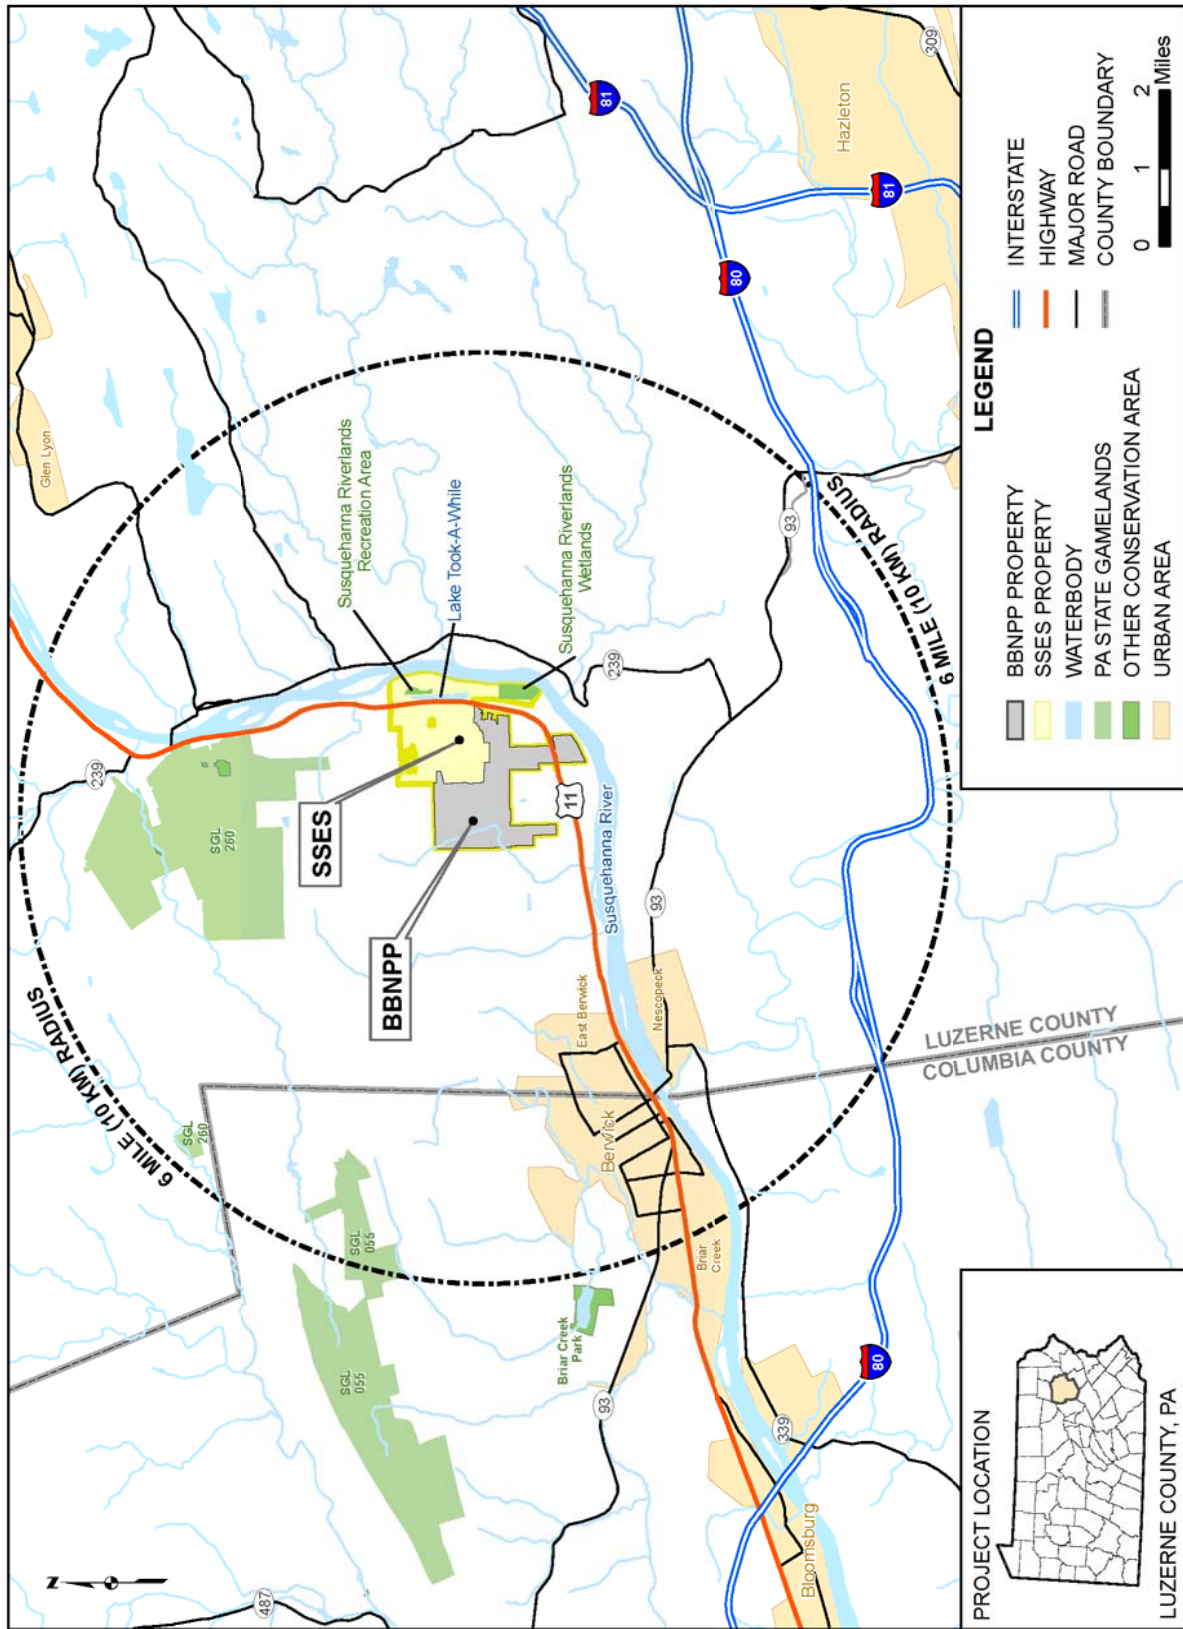 Glen Lyon
81
Hazleton
309
81
80
6 MILE (10 KM) RADIUS
Susquehanna Riverlands
Recreation Area
Lake Took-A-While
Susquehanna Riverlands
Wetlands
239
SGL
260
SSES
BBNPP
11
239
93
6 MILE (10 KM) RADIUS
Susquehanna River
93
East Berwick
Nescopeck
LUZERNE COUNTY
COLUMBIA COUNTY
SGL
260
Berwick
SGL
055
SGL
055
Briar
Creek
Briar Creek
Park
93
80
339
Bloomsburg
487
N
LEGEND
BBNPP PROPERTY
SSES PROPERTY
WATERBODY
PA STATE GAMELANDS
OTHER CONSERVATION AREA
URBAN AREA
INTERSTATE
HIGHWAY
MAJOR ROAD
COUNTY BOUNDARY
0 1 2
Miles
PROJECT LOCATION
LUZERNE COUNTY, PA